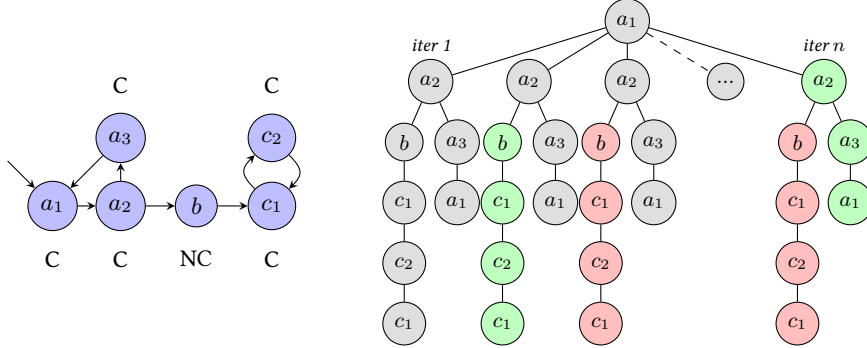 a₁
iter 1
iter n
a₂ a₂ a₂ ... a₂
C C
a₃ c₂
b a₃ b a₃ b a₃ b a₃
a₁ a₂ b c₁
c₁ a₁ c₁ a₁ c₁ a₁ c₁ a₁
C C NC C
c₂ c₂ c₂ c₂
c₁ c₁ c₁ c₁